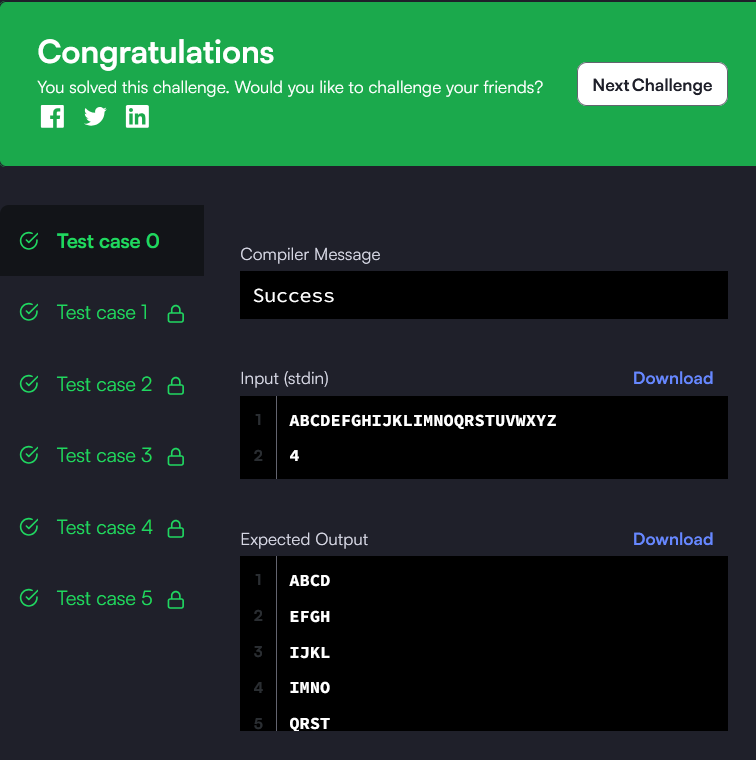 Congratulations
You solved this challenge. Would you like to challenge your friends?
Next Challenge
Test case 0
Test case 1
Test case 2
Test case 3
Test case 4
Test case 5
Compiler Message
Success
Input (stdin)
Download
1 ABCDEFGHIJKLIMNOQRSTUVWXYZ
2 4
Expected Output
Download
1 ABCD
2 EFGH
3 IJKL
4 IMNO
5 QRST